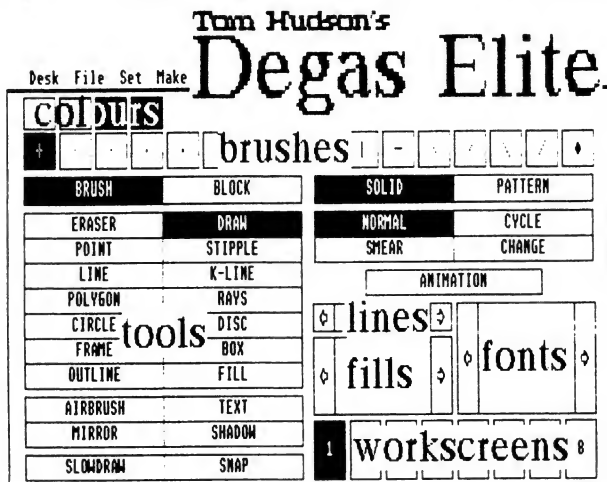 Tom Hudson's
Degas Elite
Desk File Set Make
colours
brushes
BRUSH BLOCK SOLID PATTERN
ERASER DRAW NORMAL CYCLE
POINT STIPPLE SMEAR CHANGE
LINE K-LINE ANIMATION
POLYGON RAYS
CIRCLE DISC lines
tools
FRAME BOX fills fonts
OUTLINE FILL
AIRBRUSH TEXT
MIRROR SHADOW 1 workscreens 8
SLOWDRAW SNAP